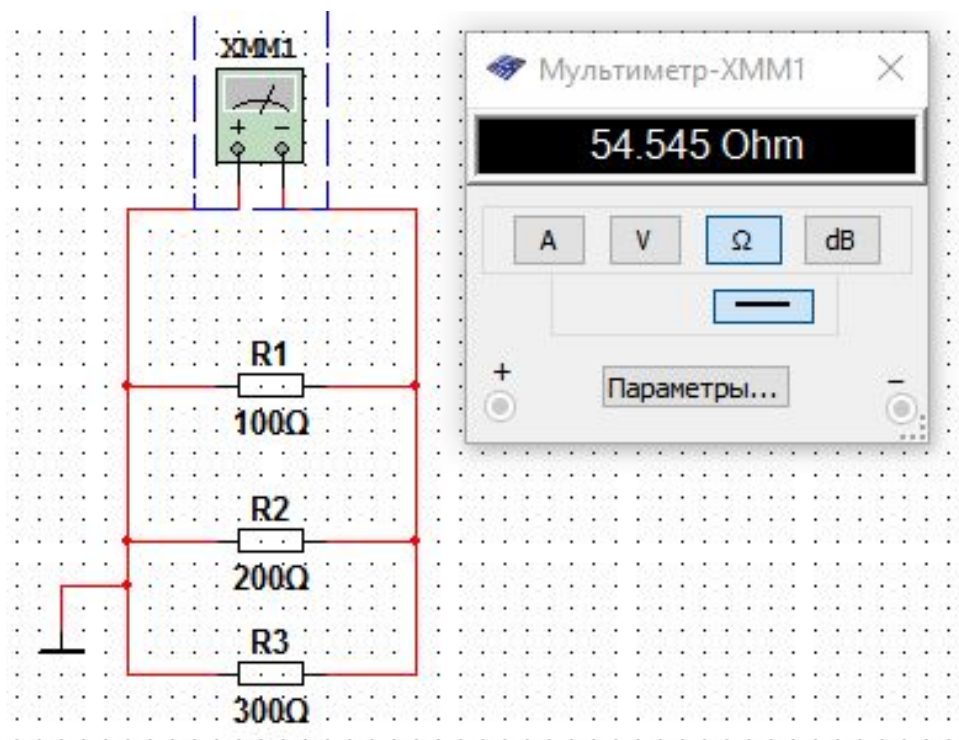 XMM1
+ −
R1
100Ω
R2
200Ω
R3
300Ω
Мультиметр-XMM1
54.545 Ohm
A V Ω dB
+ −
Параметры...